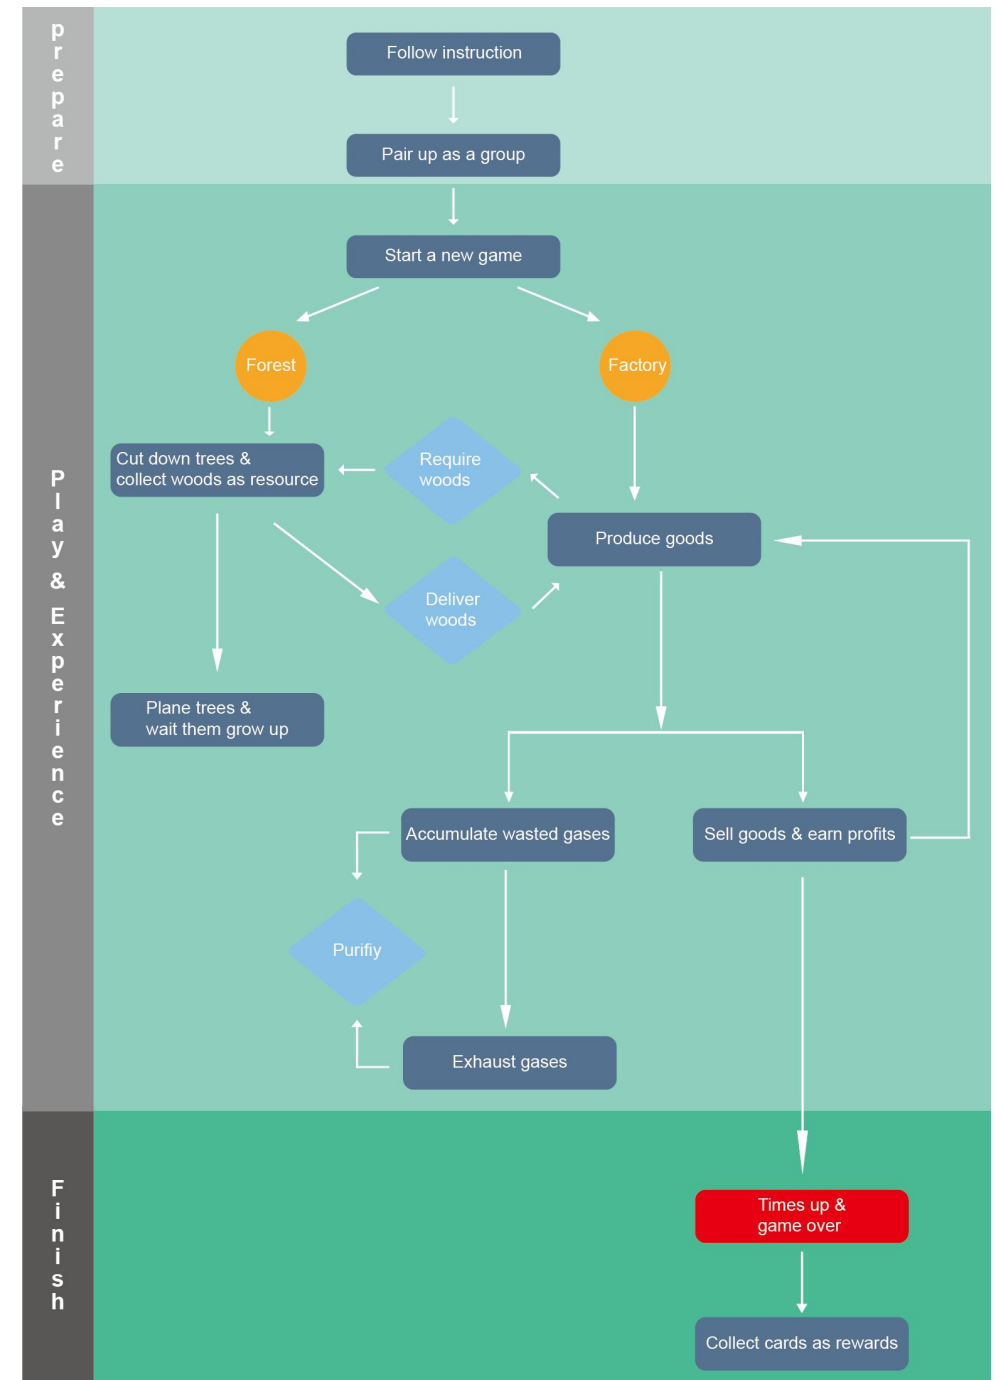 prepare
Follow instruction
Pair up as a group
Play & Experience
Start a new game
Forest
Factory
Cut down trees &
collect woods as resource
Require
woods
Produce goods
Deliver
woods
Plane trees &
wait them grow up
Accumulate wasted gases
Sell goods & earn profits
Purifiy
Exhaust gases
Finish
Times up &
game over
Collect cards as rewards